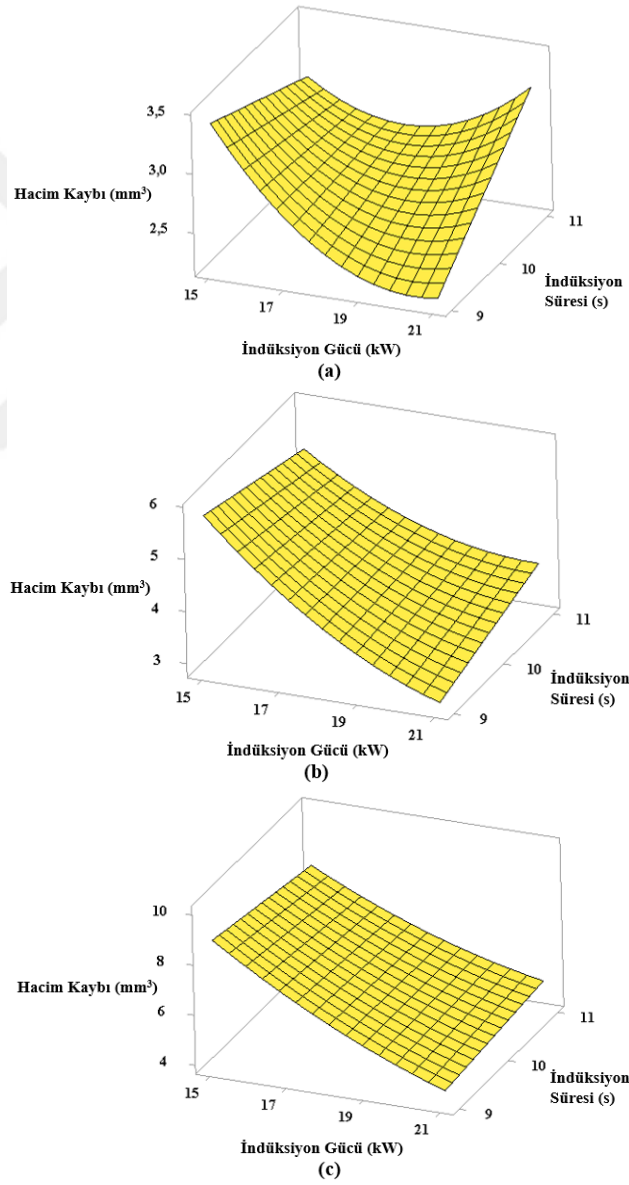 3,5
3,0
Hacim Kaybı (mm³)
2,5
15
17
19
21
9
10
11
İndüksiyon
Süresi (s)
İndüksiyon Gücü (kW)
(a)
6
5
Hacim Kaybı (mm³)
4
3
15
17
19
21
9
10
11
İndüksiyon
Süresi (s)
İndüksiyon Gücü (kW)
(b)
10
8
Hacim Kaybı (mm³)
6
4
15
17
19
21
9
10
11
İndüksiyon
Süresi (s)
İndüksiyon Gücü (kW)
(c)